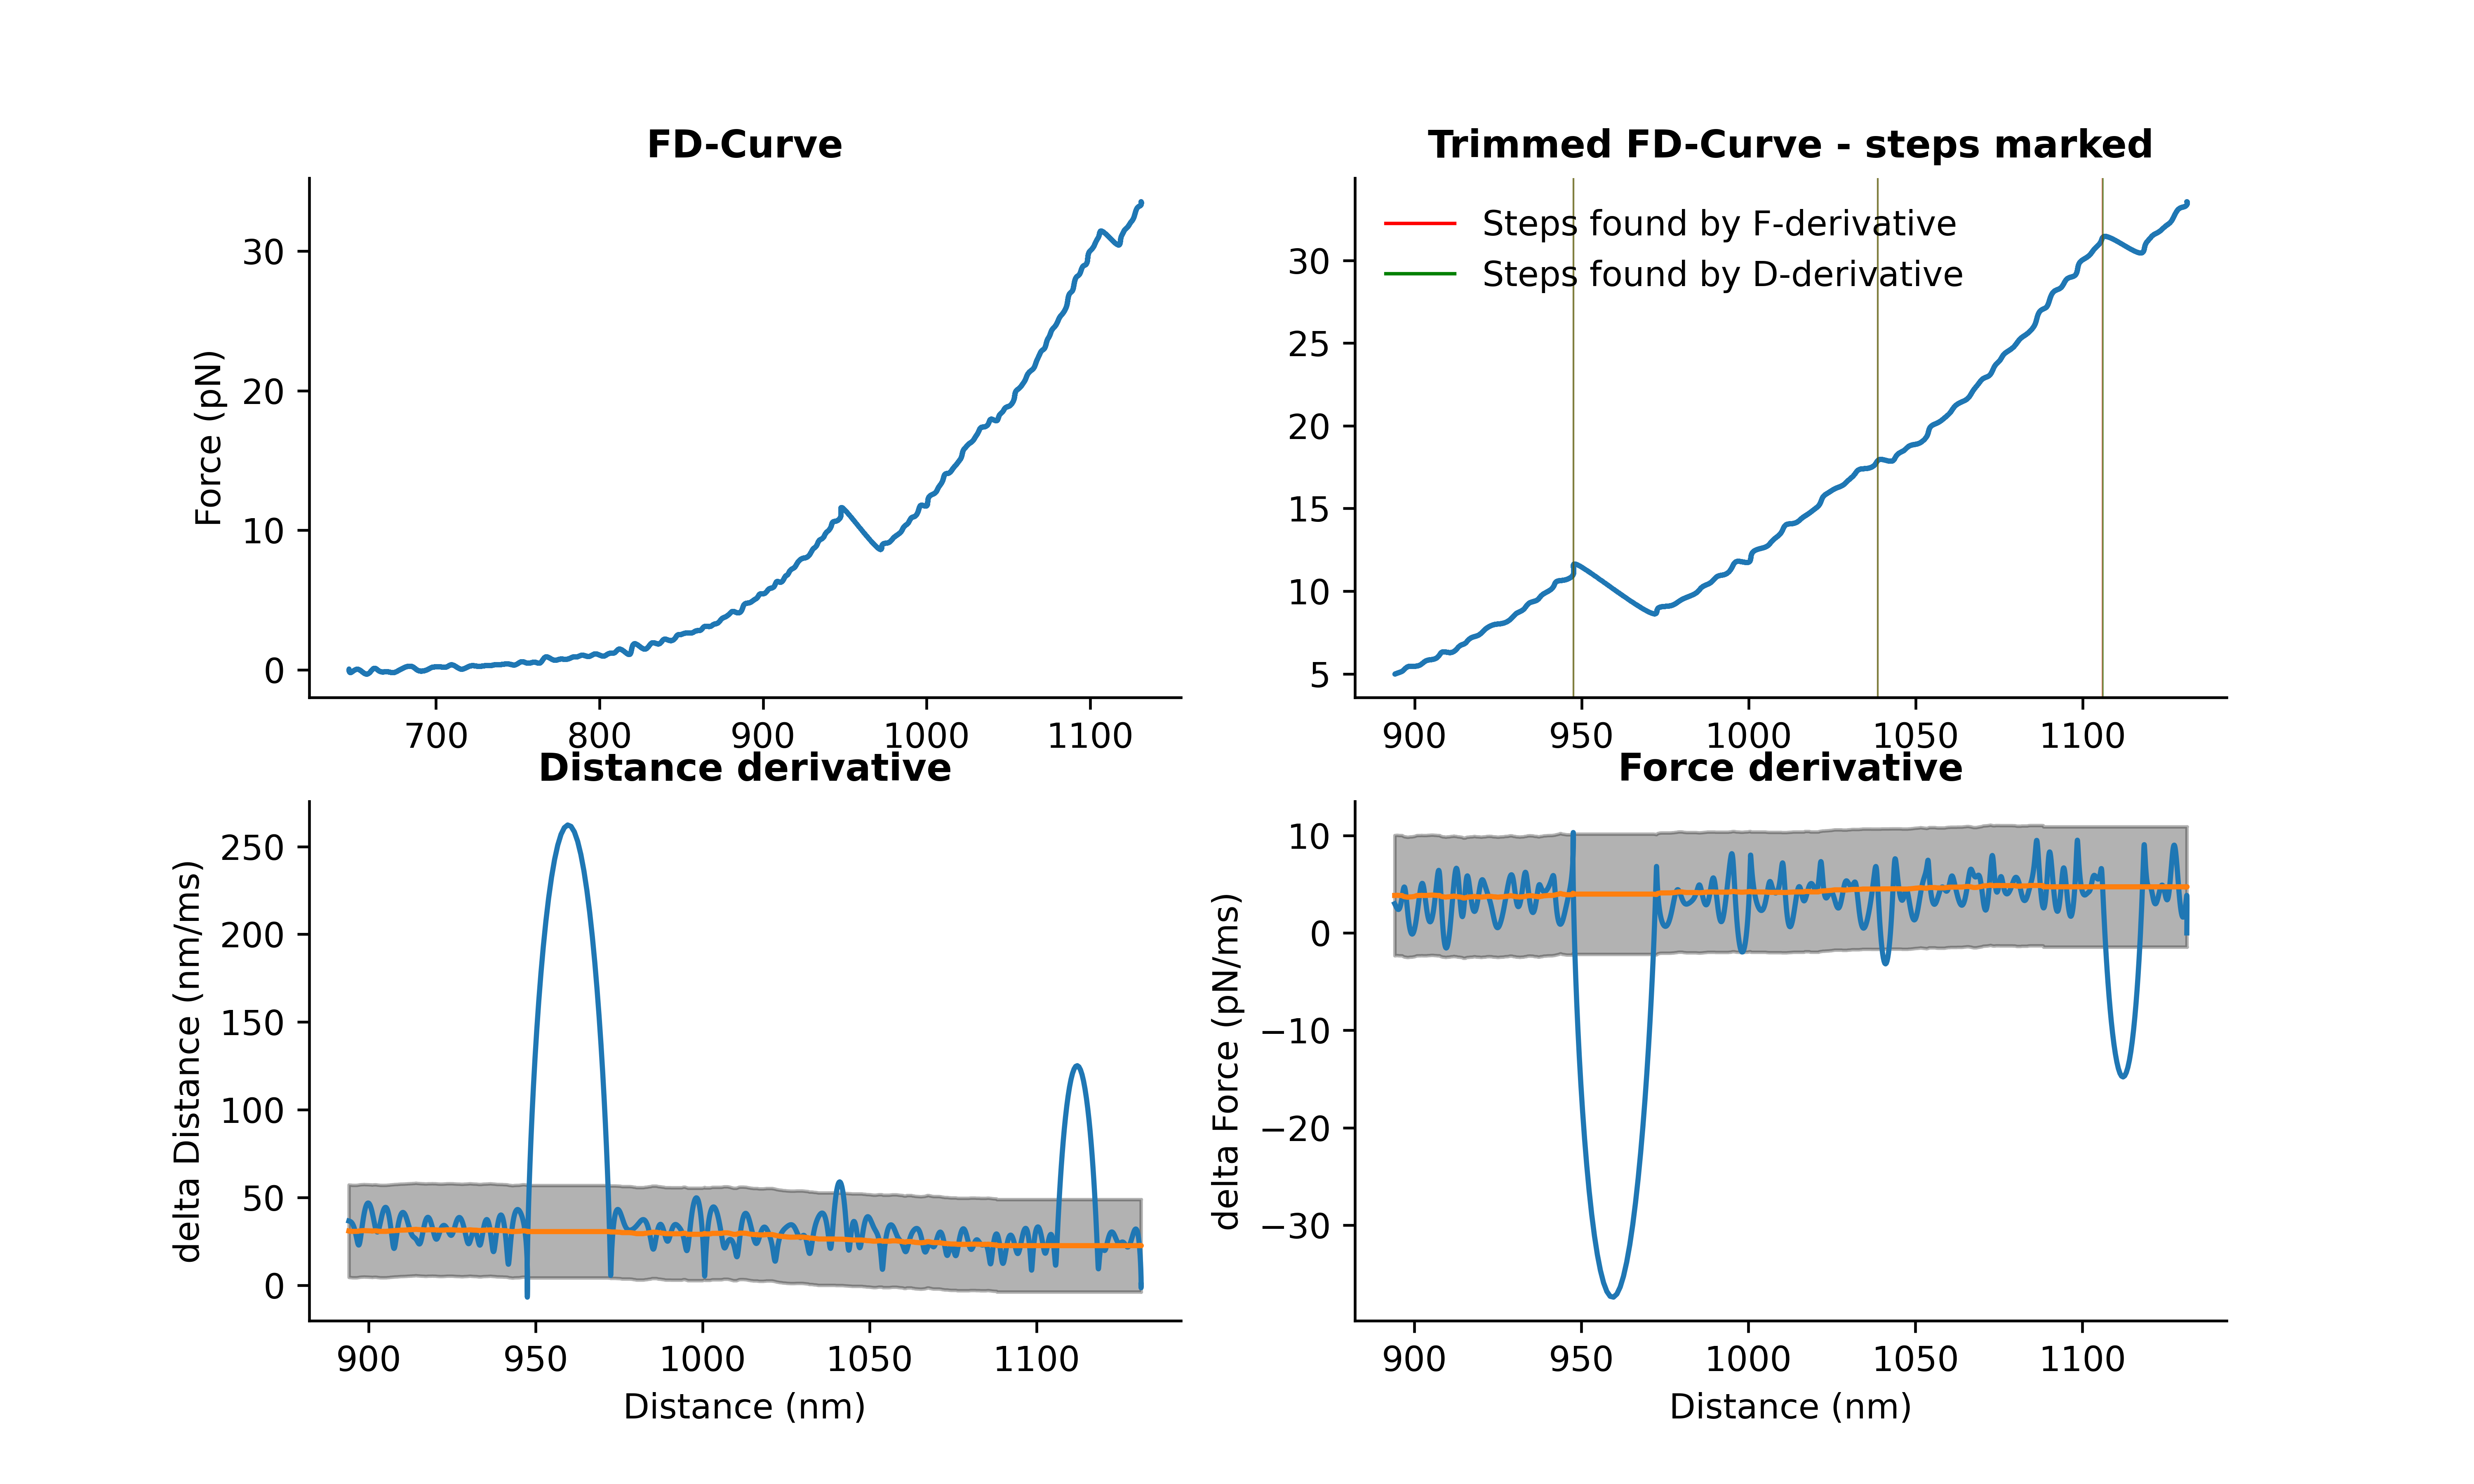 FD-Curve
Force (pN)
30
20
10
0
700 800 900 1000 1100
Trimmed FD-Curve - steps marked
Steps found by F-derivative
Steps found by D-derivative
30
25
20
15
10
5
900 950 1000 1050 1100
Distance derivative
delta Distance (nm/ms)
250
200
150
100
50
0
900 950 1000 1050 1100
Distance (nm)
Force derivative
delta Force (pN/ms)
10
0
−10
−20
−30
900 950 1000 1050 1100
Distance (nm)